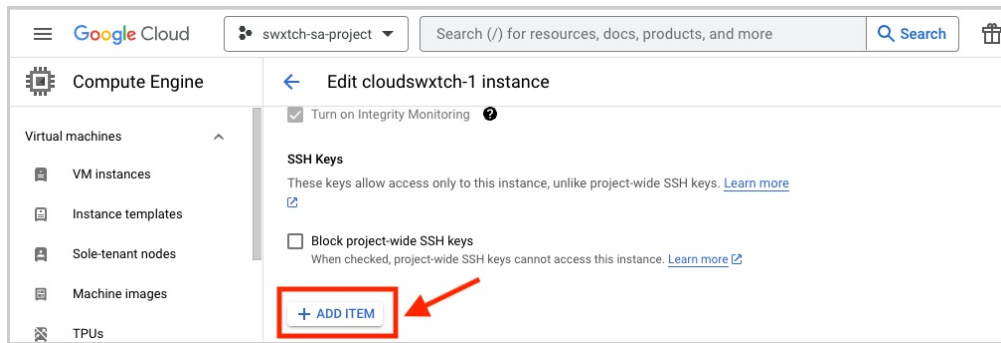 Google Cloud
swxtch-sa-project
Search (/) for resources, docs, products, and more
Search
Compute Engine
Edit cloudswxtch-1 instance
Virtual machines
VM instances
Instance templates
Sole-tenant nodes
Machine images
TPUs
Turn on Integrity Monitoring
SSH Keys
These keys allow access only to this instance, unlike project-wide SSH keys. Learn more
Block project-wide SSH keys
When checked, project-wide SSH keys cannot access this instance. Learn more
+ ADD ITEM